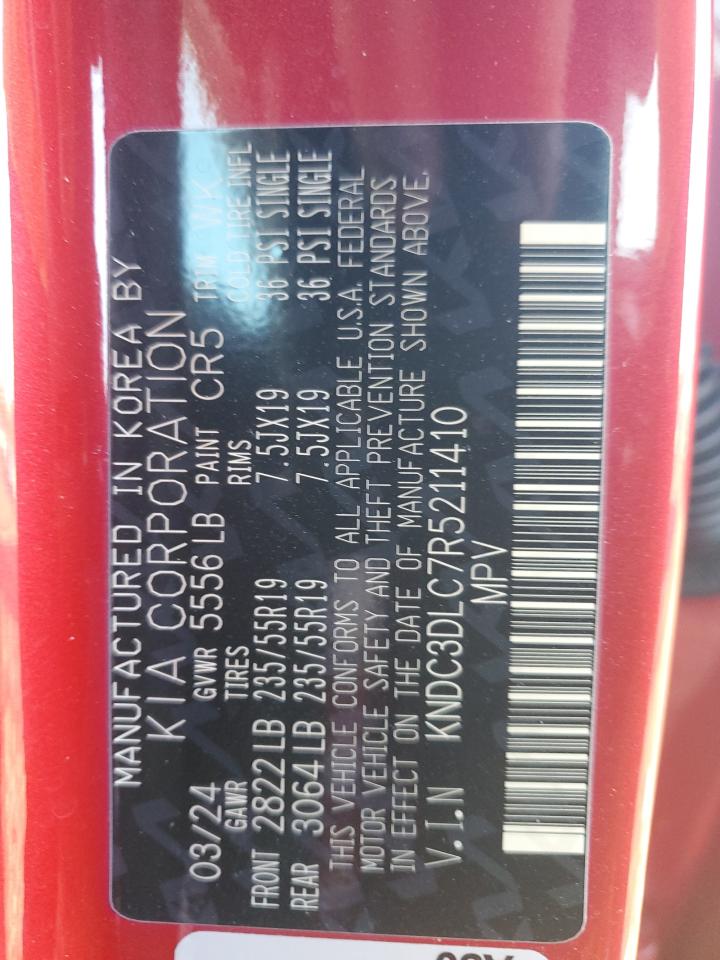 MANUFACTURED IN KOREA BY
KIA CORPORATION
03/24 GVWR 5556 LB PAINT CR5 TRIM WK
GAWR TIRES RIMS COLD TIRE INFL
FRONT 2822 LB 235/55R19 7.5JX19 36 PSI SINGLE
REAR 3064 LB 235/55R19 7.5JX19 36 PSI SINGLE
THIS VEHICLE CONFORMS TO ALL APPLICABLE U.S.A. FEDERAL
MOTOR VEHICLE SAFETY AND THEFT PREVENTION STANDARDS
IN EFFECT ON THE DATE OF MANUFACTURE SHOWN ABOVE.
V.I.N KNDC3DLC7R5211410
MPV